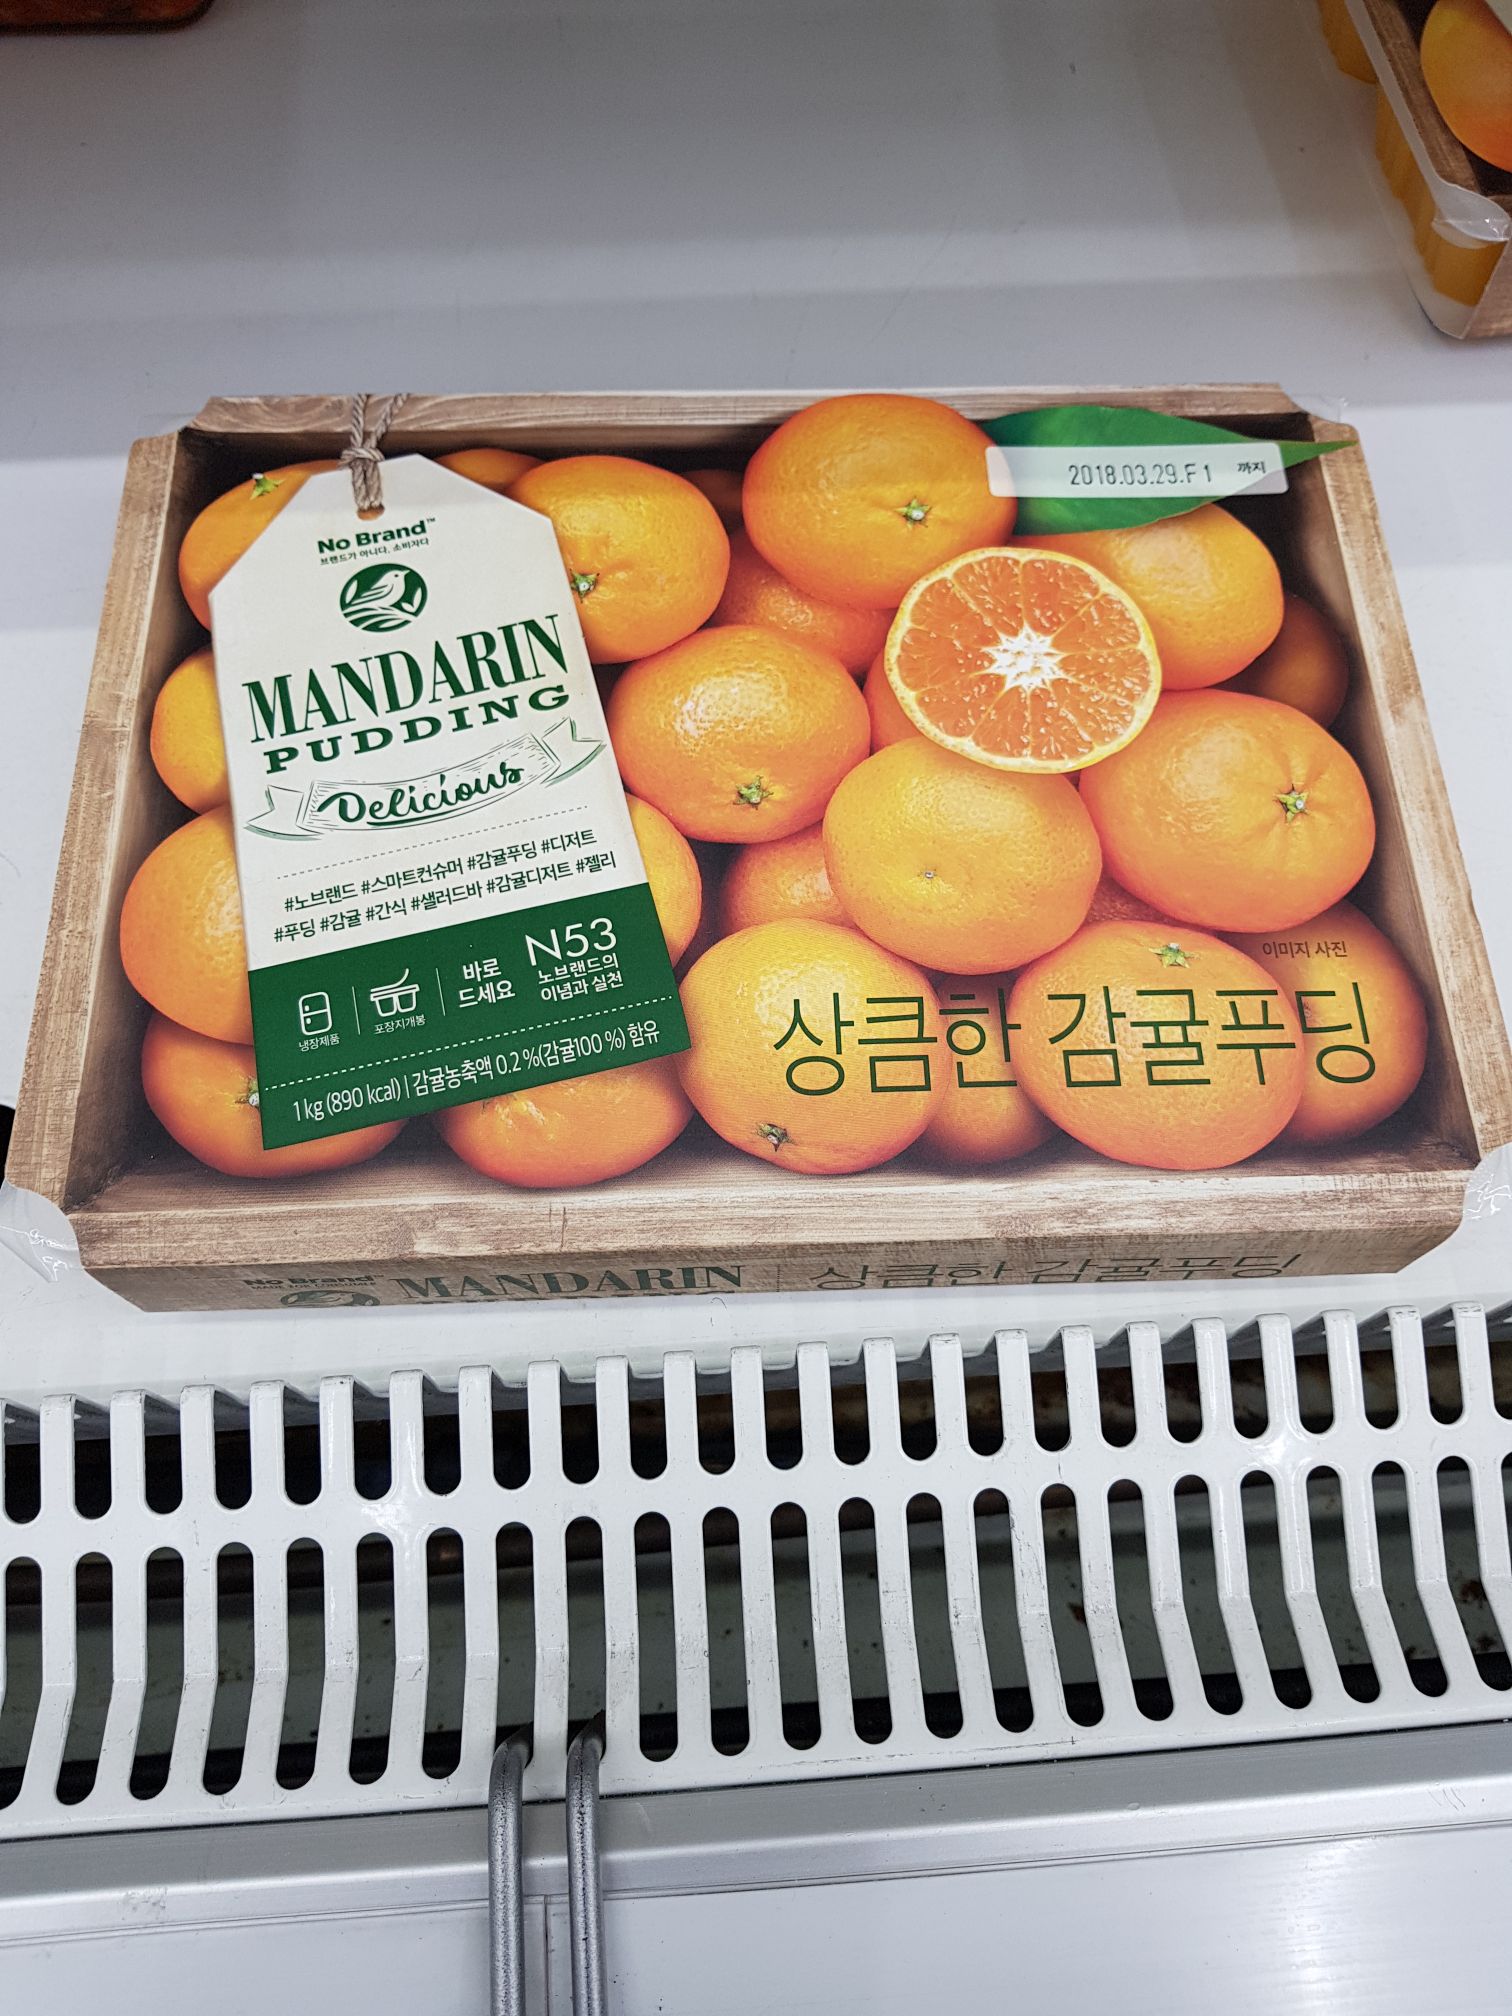 2018.03.29.F1 까지
No Brand™
브랜드가 아니다, 소비자다
MANDARIN
PUDDING
Delicious
#노브랜드 #스마트컨슈머 #감귤푸딩 #디저트
#푸딩 #감귤 #간식 #샐러드바 #감귤디저트 #젤리
냉장제품
포장지개봉
바로
드세요
N53
노브랜드의
이념과 실천
1kg (890 kcal) | 감귤농축액 0.2 %(감귤100 %) 함유
이미지 사진
상큼한 감귤푸딩
No Brand
MADE FOR CONSUMER
MANDARIN
상큼한 감귤푸딩